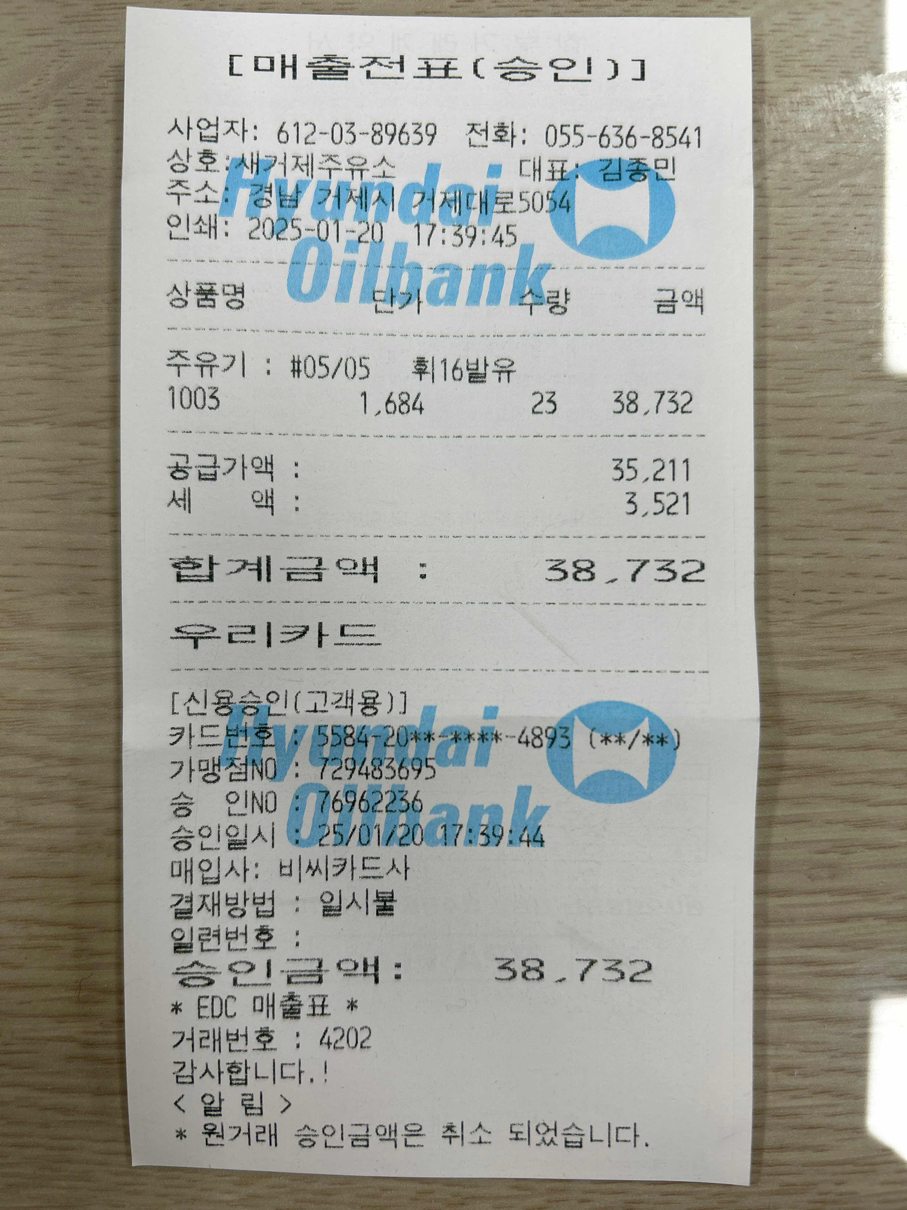 [매출전표(승인)]
사업자: 612-03-89639 전화: 055-636-8541
상호:새거제주유소 대표: 김종민
주소: 경남 거제시 거제대로5054
인쇄: 2025-01-20 17:39:45
Hyundai
Oilbank
상품명 단가 수량 금액
주유기 : #05/05 휘16발유
1003 1,684 23 38,732
공급가액 : 35,211
세 액 : 3,521
합계금액 : 38,732
우리카드
[신용승인(고객용)]
카드번호 : 5584-20**-****-4893 (**/**)
가맹점NO : 729483695
승 인NO : 76962236
승인일시 : 25/01/20 17:39:44
Hyundai
Oilbank
매입사: 비씨카드사
결재방법 : 일시불
일련번호 :
승인금액: 38,732
* EDC 매출표 *
거래번호 : 4202
감사합니다.!
< 알 림 >
* 원거래 승인금액은 취소 되었습니다.